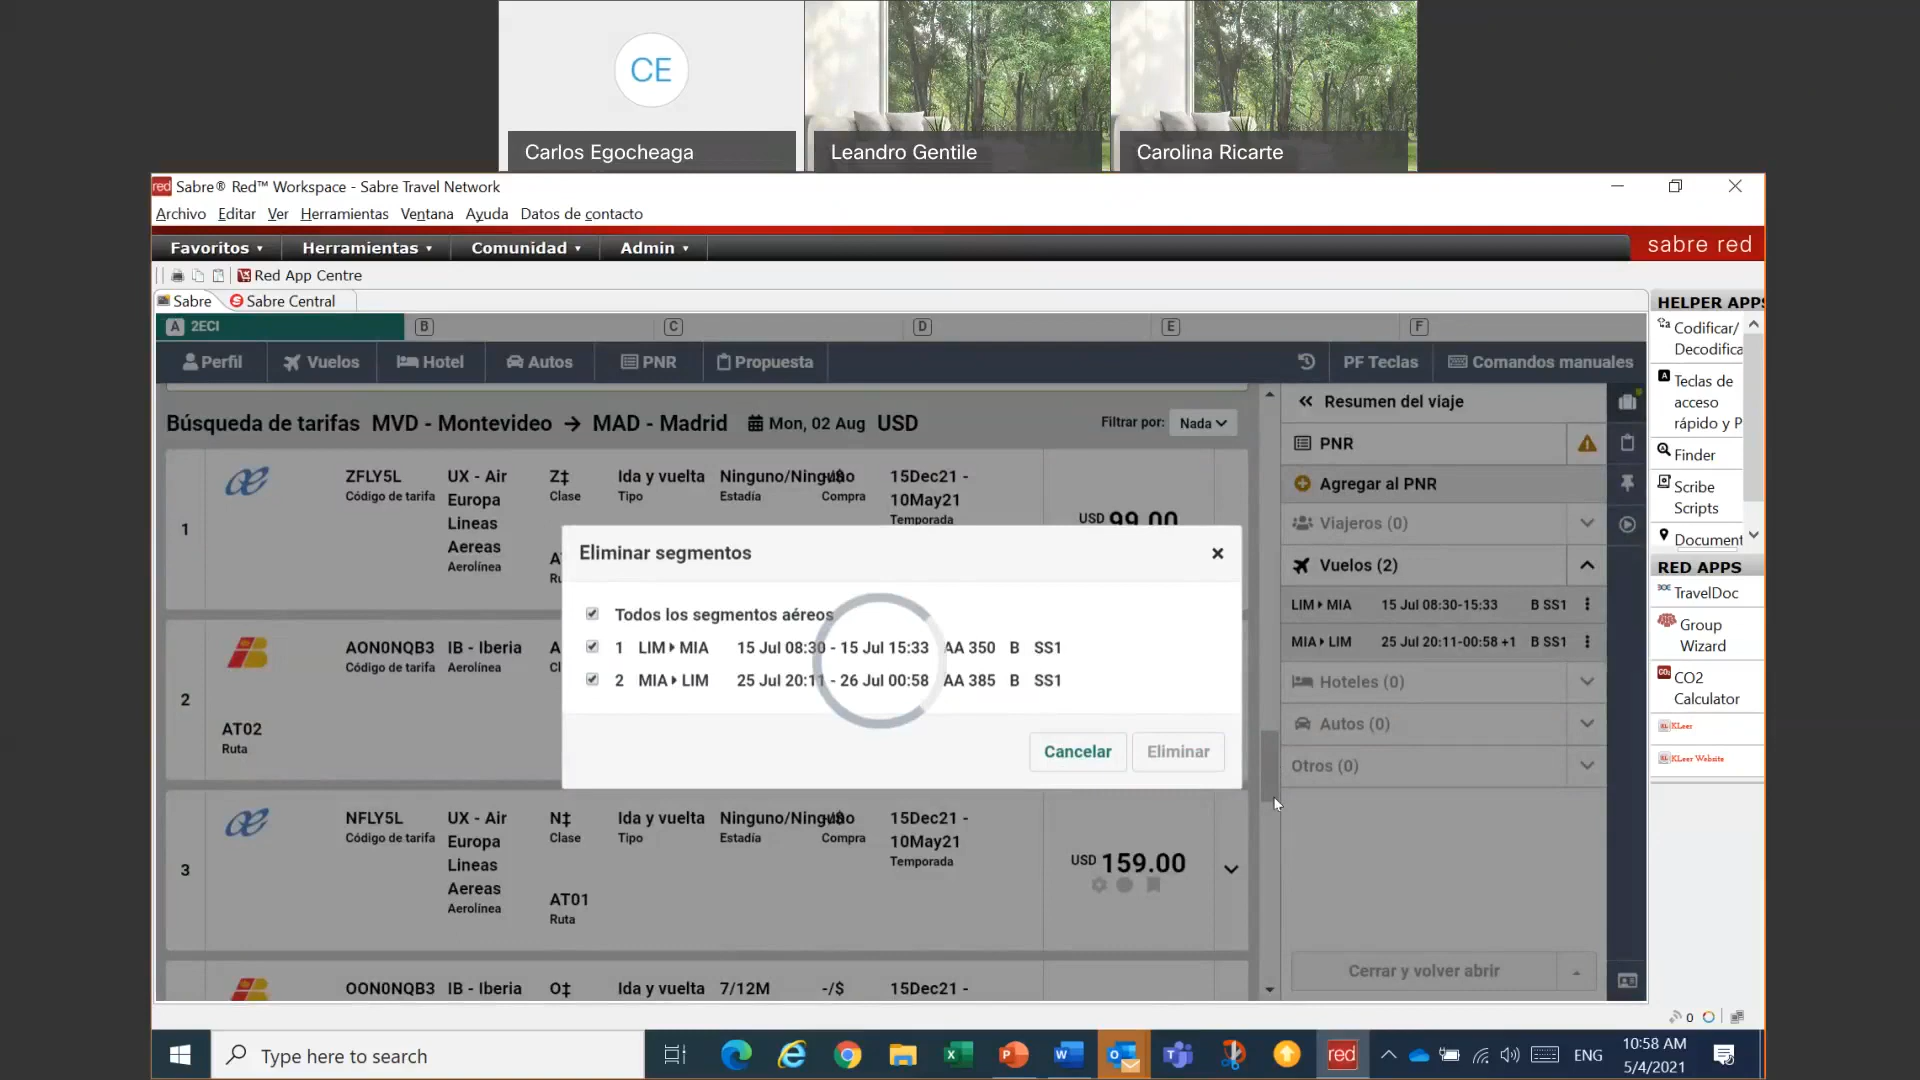 CE
Carlos Egocheaga
Leandro Gentile
Carolina Ricarte
red Sabre® Red™ Workspace - Sabre Travel Network
Archivo Editar Ver Herramientas Ventana Ayuda Datos de contacto
Favoritos Herramientas Comunidad Admin
sabre red
Red App Centre
Sabre Sabre Central
HELPER APPS
A 2ECI B C D E F
Perfil Vuelos Hotel Autos PNR Propuesta PF Teclas Comandos manuales
Búsqueda de tarifas MVD - Montevideo → MAD - Madrid Mon, 02 Aug USD Filtrar por: Nada
1
ZFLY5L
Código de tarifa
UX - Air Europa Lineas Aereas
Aerolínea
Z‡
Clase
Ida y vuelta
Tipo
Ninguno/Ninguno
Estadía
-/$
Compra
15Dec21 - 10May21
Temporada
USD 99.00
2
AON0NQB3
Código de tarifa
IB - Iberia
Aerolínea
AT02
Ruta
3
NFLY5L
Código de tarifa
UX - Air Europa Lineas Aereas
Aerolínea
N‡
Clase
AT01
Ruta
Ida y vuelta
Tipo
Ninguno/Ninguno
Estadía
-/$
Compra
15Dec21 - 10May21
Temporada
USD 159.00
OON0NQB3 IB - Iberia O‡ Ida y vuelta 7/12M -/$ 15Dec21 -
Eliminar segmentos
Todos los segmentos aéreos
1 LIM▸MIA 15 Jul 08:30 - 15 Jul 15:33 AA 350 B SS1
2 MIA▸LIM 25 Jul 20:11 - 26 Jul 00:58 AA 385 B SS1
Cancelar Eliminar
Resumen del viaje
PNR
Agregar al PNR
Viajeros (0)
Vuelos (2)
LIM▸MIA 15 Jul 08:30-15:33 B SS1
MIA▸LIM 25 Jul 20:11-00:58 +1 B SS1
Hoteles (0)
Autos (0)
Otros (0)
Cerrar y volver abrir
Codificar/
Decodifica
Teclas de
acceso
rápido y P
Finder
Scribe
Scripts
Document
RED APPS
TravelDoc
Group
Wizard
CO2
Calculator
KLeer
KLeer Website
0
Type here to search
red
ENG
10:58 AM
5/4/2021